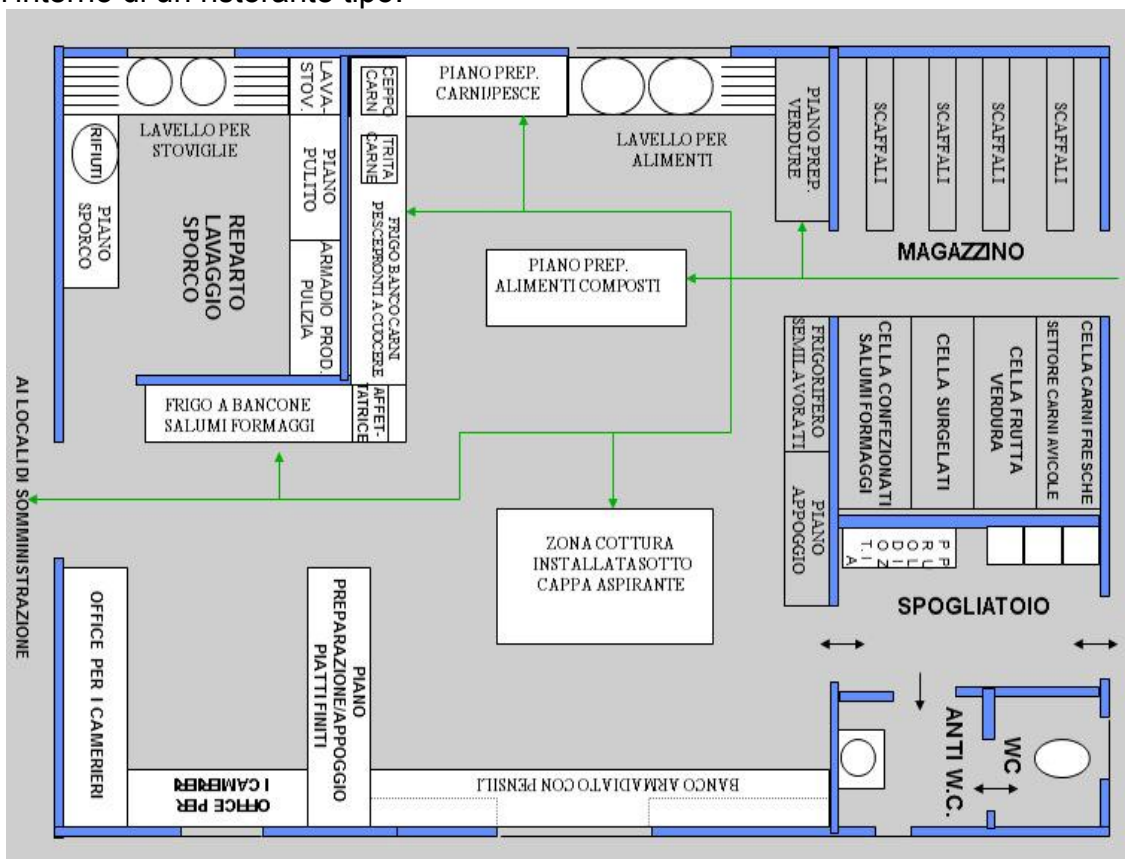 l'interno di un ristorante tipo:
LAVA-
STOV.
CEPPO
CARN
PIANO PREP.
CARNI/PESCE
LAVELLO PER
STOVIGLIE
RIFIUTI
PIANO
SPORCO
REPARTO
LAVAGGIO
SPORCO
PIANO
PULITO
ARMADIO PROD.
PULIZIA
TRITA
CARNE
FRIGO BANCO CARNI
PESCE PRONTI A CUOCERE
LAVELLO PER
ALIMENTI
PIANO PREP.
VERDURE
SCAFFALI
SCAFFALI
SCAFFALI
SCAFFALI
MAGAZZINO
PIANO PREP.
ALIMENTI COMPOSTI
FRIGO A BANCONE
SALUMI FORMAGGI
AFFET-
TATRICE
FRIGORIFERO
SEMILAVORATI
PIANO
APPOGGIO
CELLA CONFEZIONATI
SALUMI FORMAGGI
CELLA SURGELATI
CELLA FRUTTA
VERDURA
SETTORE CARNI AVICOLE
CELLA CARNI FRESCHE
AI LOCALI DI SOMMINISTRAZIONE
ZONA COTTURA
INSTALLATA SOTTO
CAPPA ASPIRANTE
SPOGLIATOIO
OFFICE PER I CAMERIERI
PIANO
PREPARAZIONE/APPOGGIO
PIATTI FINITI
OFFICE PER
I CAMERIERI
BANCO ARMADIATO CON PENSILI
ANTI W.C.
WC